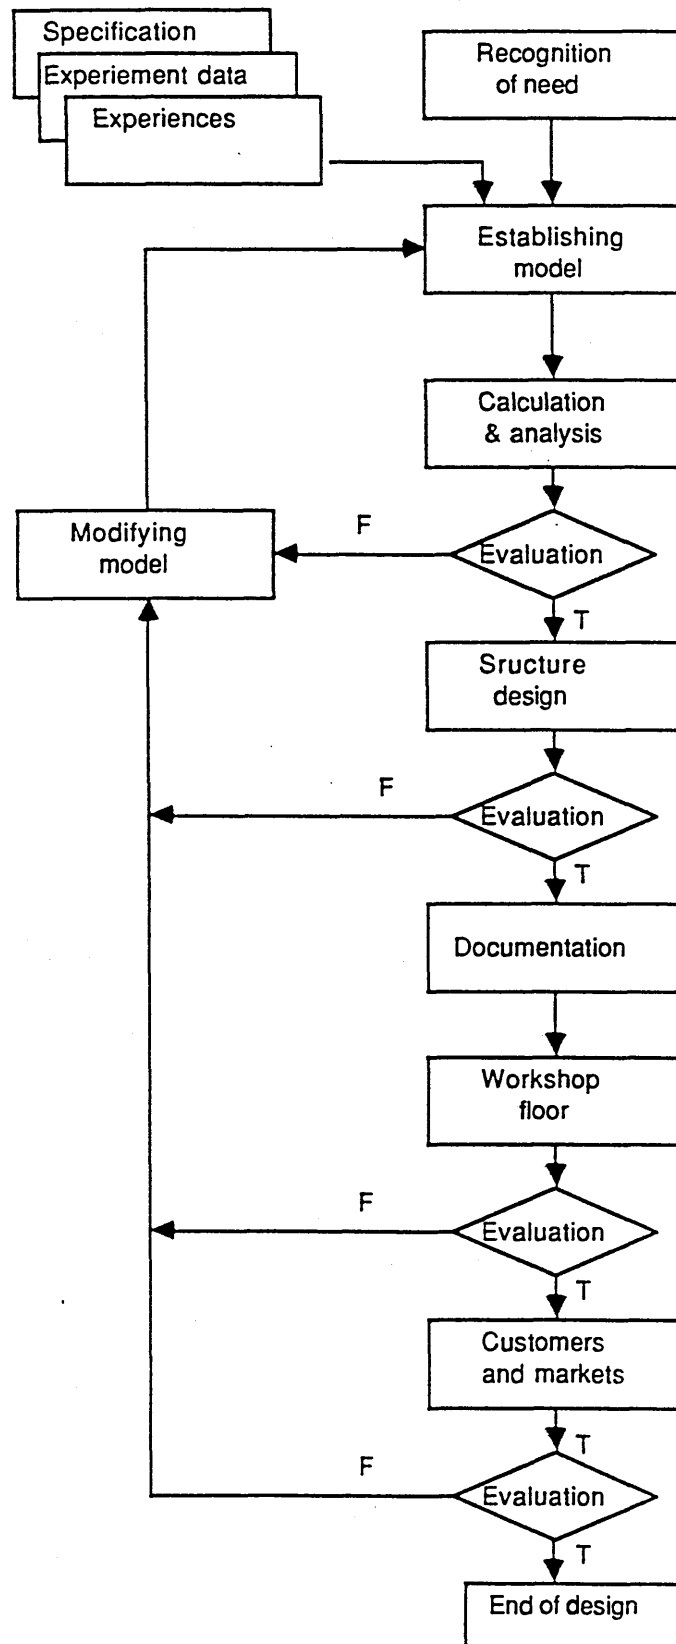 Specification
Experiement data
Experiences
Recognition
of need
Establishing
model
Calculation
& analysis
Modifying
model
F
Evaluation
T
Sructure
design
F
Evaluation
T
Documentation
Workshop
floor
F
Evaluation
T
Customers
and markets
T
F
Evaluation
T
End of design